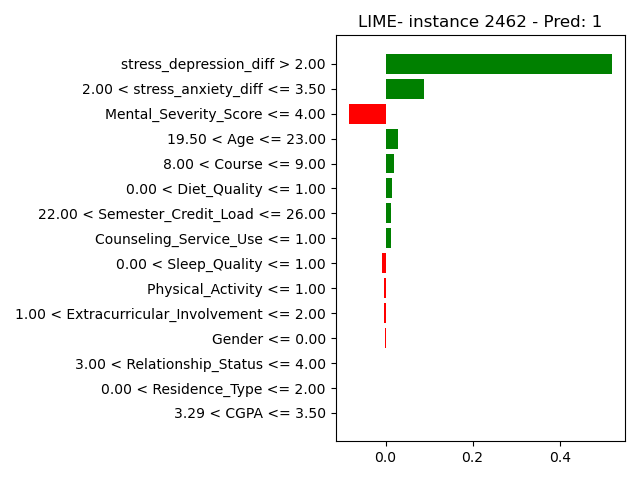 LIME- instance 2462 - Pred: 1
stress_depression_diff > 2.00
2.00 < stress_anxiety_diff <= 3.50
Mental_Severity_Score <= 4.00
19.50 < Age <= 23.00
8.00 < Course <= 9.00
0.00 < Diet_Quality <= 1.00
22.00 < Semester_Credit_Load <= 26.00
Counseling_Service_Use <= 1.00
0.00 < Sleep_Quality <= 1.00
Physical_Activity <= 1.00
1.00 < Extracurricular_Involvement <= 2.00
Gender <= 0.00
3.00 < Relationship_Status <= 4.00
0.00 < Residence_Type <= 2.00
3.29 < CGPA <= 3.50
0.0 0.2 0.4